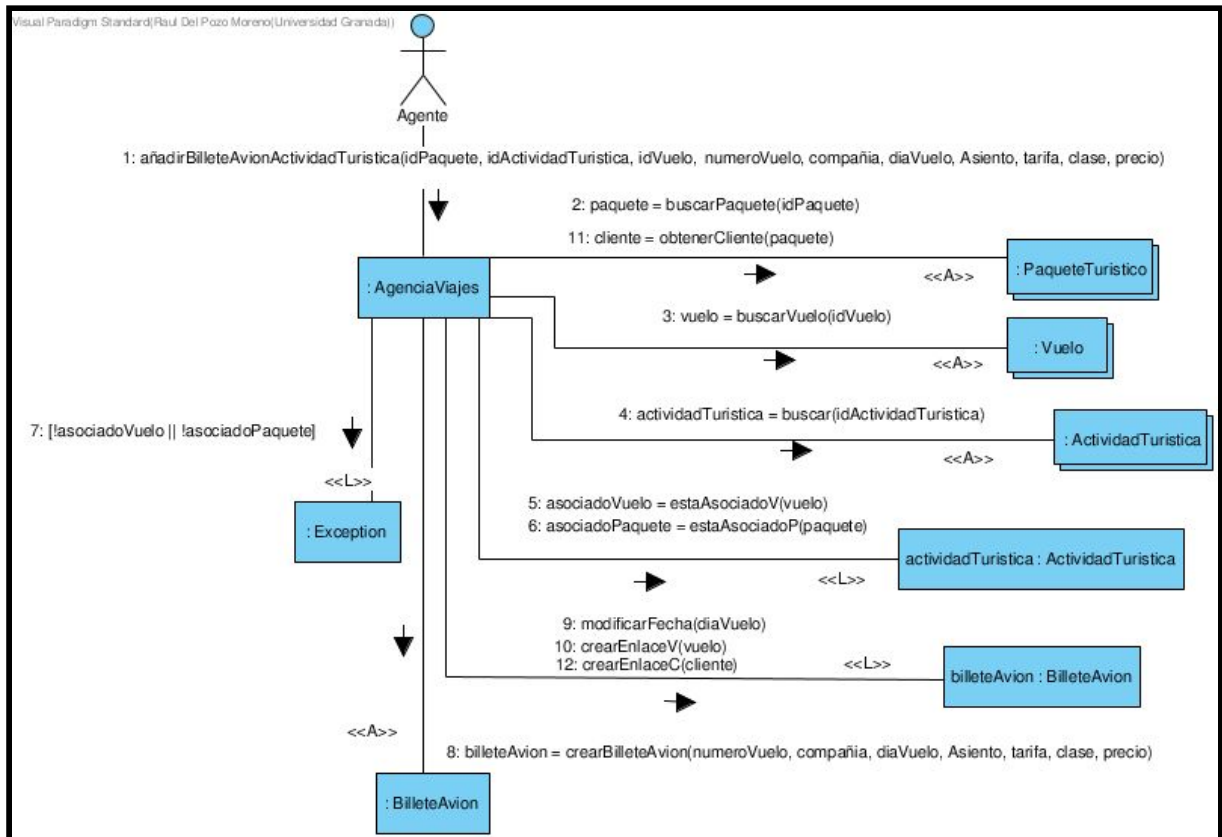 Visual Paradigm Standard(Raul Del Pozo Moreno(Universidad Granada))
Agente
1: añadirBilleteAvionActividadTuristica(idPaquete, idActividadTuristica, idVuelo, numeroVuelo, compañia, diaVuelo, Asiento, tarifa, clase, precio)
2: paquete = buscarPaquete(idPaquete)
11: cliente = obtenerCliente(paquete)
: PaqueteTuristico
<<A>>
: AgenciaViajes
3: vuelo = buscarVuelo(idVuelo)
: Vuelo
<<A>>
4: actividadTuristica = buscar(idActividadTuristica)
7: [!asociadoVuelo || !asociadoPaquete]
: ActividadTuristica
<<A>>
<<L>>
5: asociadoVuelo = estaAsociadoV(vuelo)
6: asociadoPaquete = estaAsociadoP(paquete)
: Exception
actividadTuristica : ActividadTuristica
<<L>>
9: modificarFecha(diaVuelo)
10: crearEnlaceV(vuelo)
12: crearEnlaceC(cliente)
<<L>>
billeteAvion : BilleteAvion
<<A>>
8: billeteAvion = crearBilleteAvion(numeroVuelo, compañia, diaVuelo, Asiento, tarifa, clase, precio)
: BilleteAvion